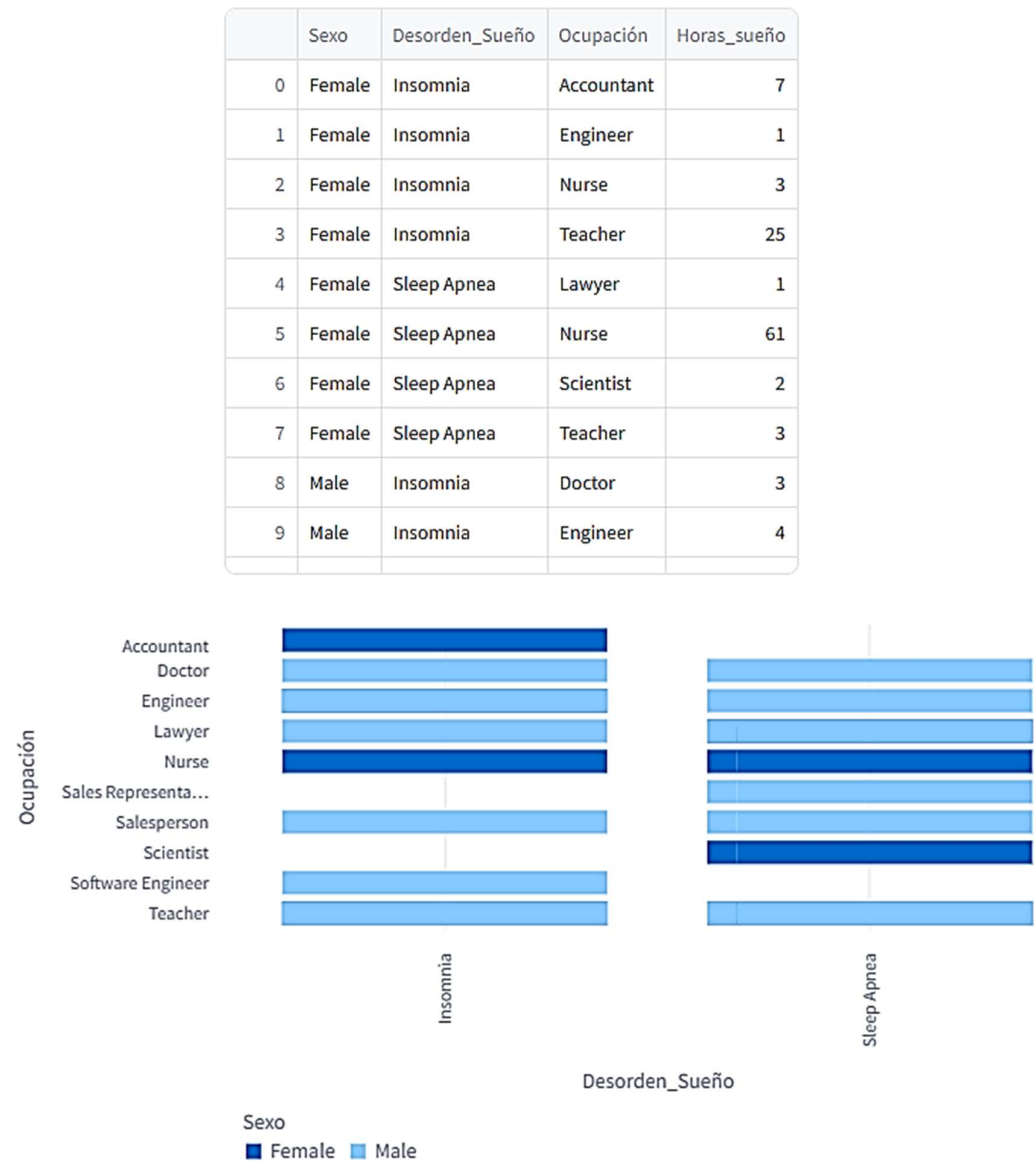 Sexo Desorden_Sueño Ocupación Horas_sueño
0 Female Insomnia Accountant 7
1 Female Insomnia Engineer 1
2 Female Insomnia Nurse 3
3 Female Insomnia Teacher 25
4 Female Sleep Apnea Lawyer 1
5 Female Sleep Apnea Nurse 61
6 Female Sleep Apnea Scientist 2
7 Female Sleep Apnea Teacher 3
8 Male Insomnia Doctor 3
9 Male Insomnia Engineer 4
Ocupación
Accountant
Doctor
Engineer
Lawyer
Nurse
Sales Representa...
Salesperson
Scientist
Software Engineer
Teacher
Insomnia
Sleep Apnea
Desorden_Sueño
Sexo
Female Male